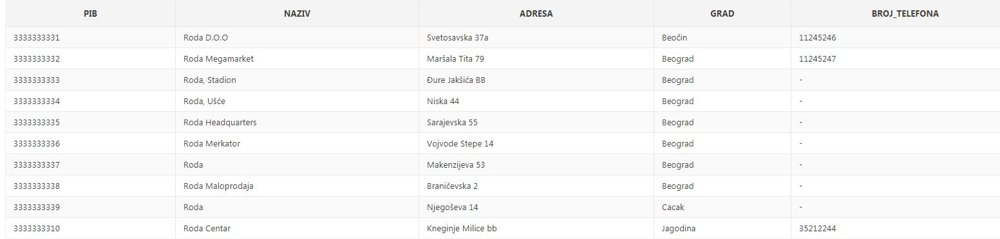 PIB NAZIV ADRESA GRAD BROJ_TELEFONA
3333333331 Roda D.O.O Svetosavska 37a Beočin 11245246
3333333332 Roda Megamarket Maršala Tita 79 Beograd 11245247
3333333333 Roda, Stadion Đure Jakšića BB Beograd -
3333333334 Roda, Ušće Niska 44 Beograd -
3333333335 Roda Headquarters Sarajevska 55 Beograd -
3333333336 Roda Merkator Vojvode Stepe 14 Beograd -
3333333337 Roda Makenzijeva 53 Beograd -
3333333338 Roda Maloprodaja Braničevska 2 Beograd -
3333333339 Roda Njegoševa 14 Cacak -
3333333310 Roda Centar Kneginje Milice bb Jagodina 35212244